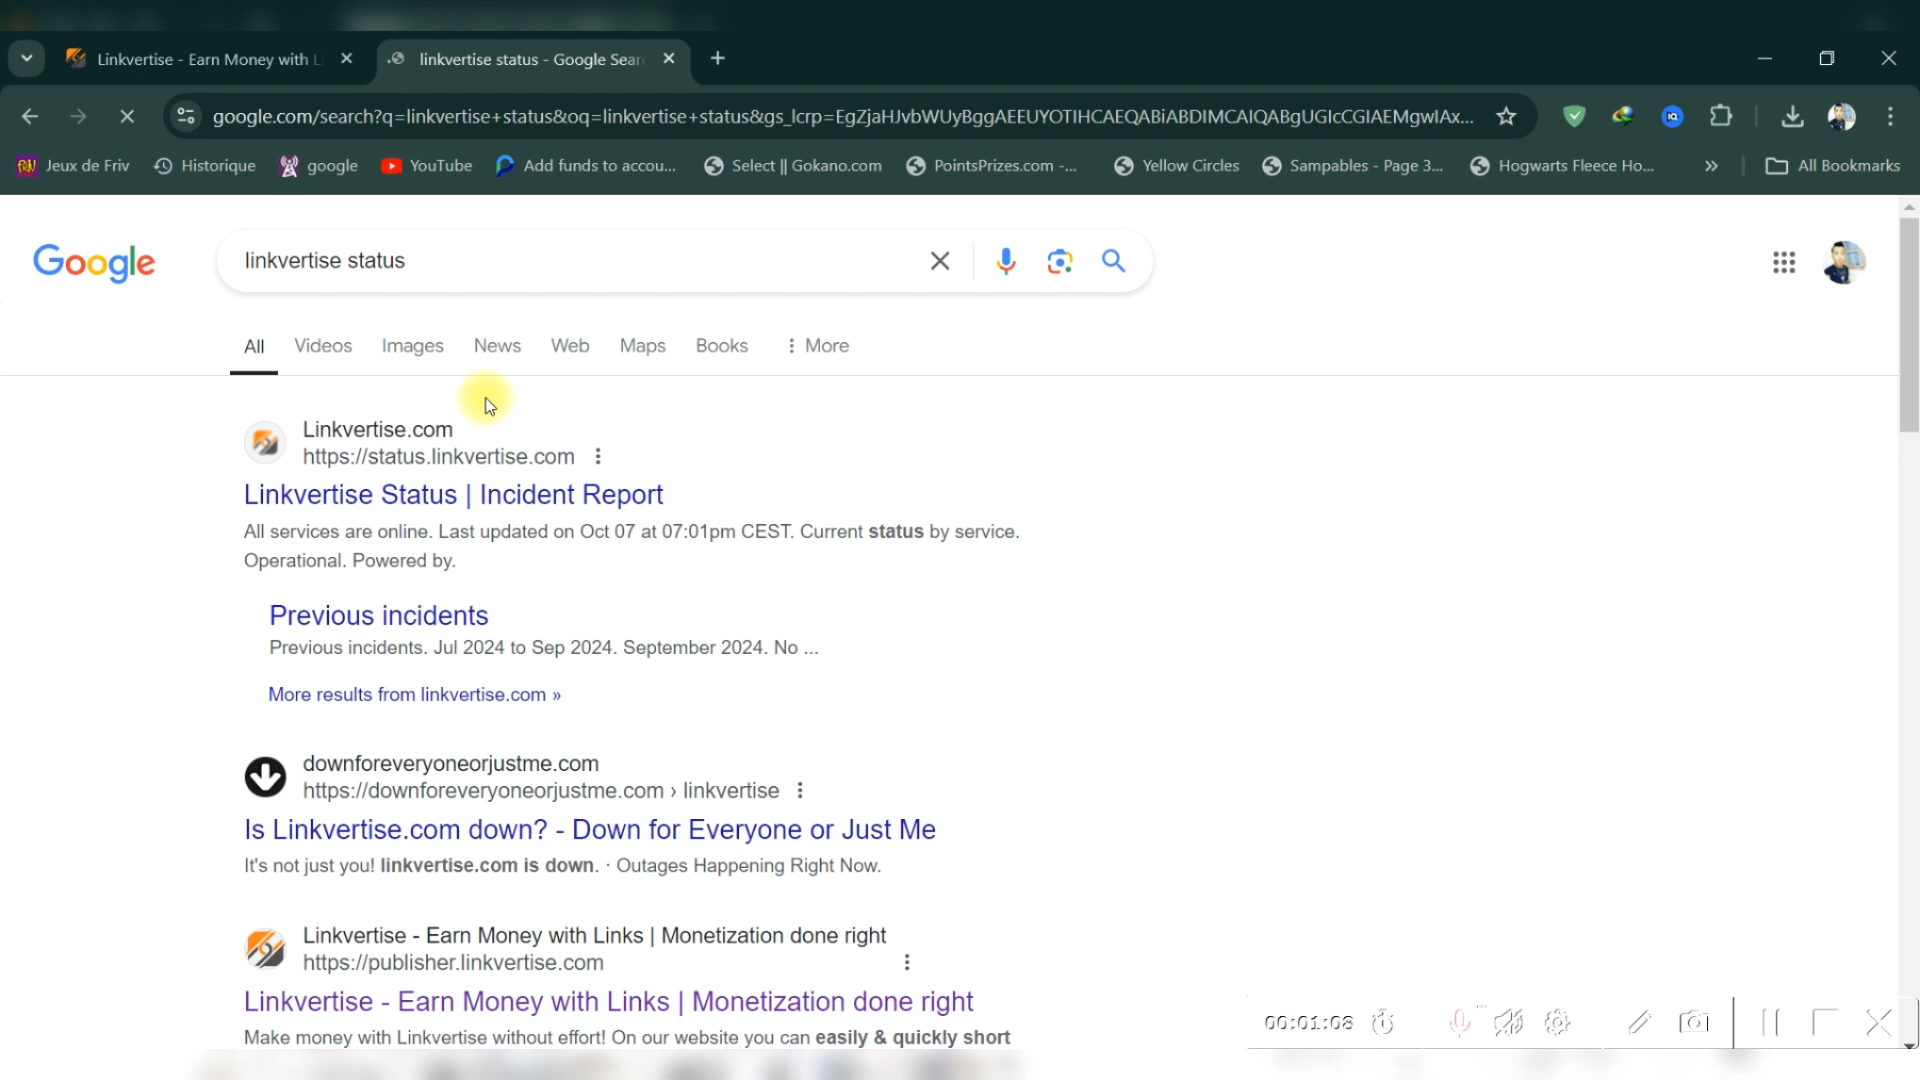 Linkvertise - Earn Money with Li
linkvertise status - Google Sear
google.com/search?q=linkvertise+status&oq=linkvertise+status&gs_lcrp=EgZjaHJvbWUyBggAEEUYOTIHCAEQABiABDIMCAIQABgUGIcCGIAEMgwIAx...
Jeux de Friv
Historique
google
YouTube
Add funds to accou...
Select || Gokano.com
PointsPrizes.com -...
Yellow Circles
Sampables - Page 3...
Hogwarts Fleece Ho...
»
All Bookmarks
Google
linkvertise status
All
Videos
Images
News
Web
Maps
Books
More
Linkvertise.com
https://status.linkvertise.com
Linkvertise Status | Incident Report
All services are online. Last updated on Oct 07 at 07:01pm CEST. Current status by service.
Operational. Powered by.
Previous incidents
Previous incidents. Jul 2024 to Sep 2024. September 2024. No ...
More results from linkvertise.com »
downforeveryoneorjustme.com
https://downforeveryoneorjustme.com › linkvertise
Is Linkvertise.com down? - Down for Everyone or Just Me
It's not just you! linkvertise.com is down. · Outages Happening Right Now.
Linkvertise - Earn Money with Links | Monetization done right
https://publisher.linkvertise.com
Linkvertise - Earn Money with Links | Monetization done right
Make money with Linkvertise without effort! On our website you can easily & quickly short
00:01:08